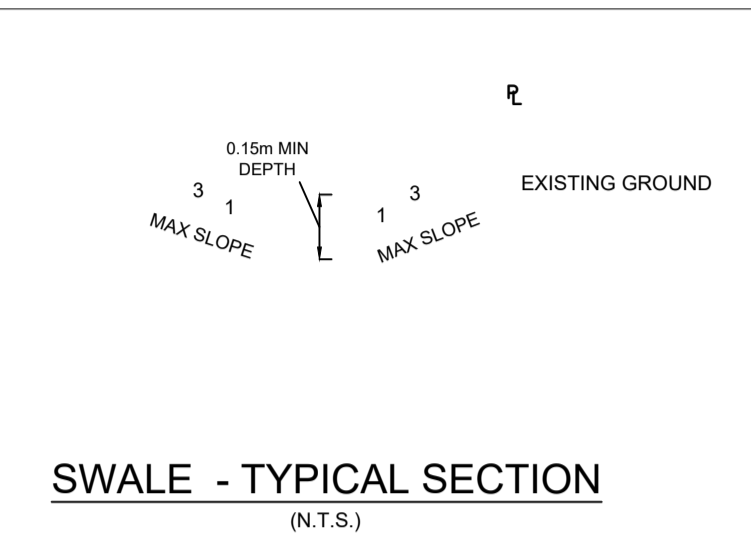 ℄
0.15m MIN
DEPTH
3
1
MAX SLOPE
1
3
MAX SLOPE
EXISTING GROUND
SWALE - TYPICAL SECTION
(N.T.S.)